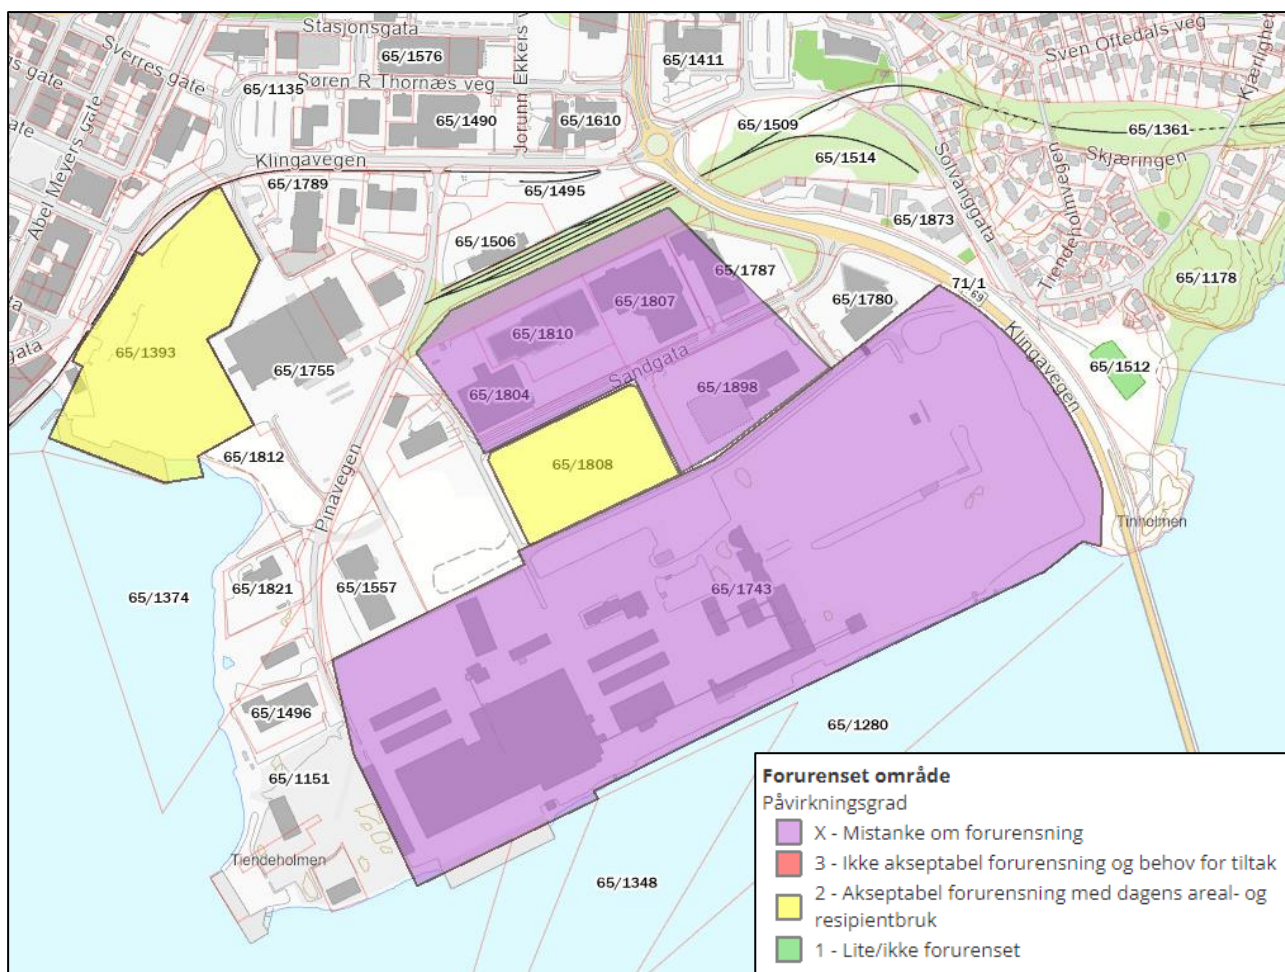 Stasjonsgata
Sverres gate
65/1576
65/1411
Sven Oftedals veg
Kjærlighe
gs gate
65/1135
Søren R Thornæs veg
Jorunn Ekkers v
65/1490
65/1610
65/1509
65/1361
Abel Meyers gate
Klingavegen
65/1514
Skjæringen
65/1789
65/1495
Solvanggata
Tiendeholmvegen
65/1873
65/1506
65/1787
65/1178
71/1
69
65/1807
65/1780
gata
65/1810
Klingavegen
65/1393
65/1755
Sandgata
65/1512
65/1804
65/1898
65/1812
65/1808
Pinavegen
Tinholmen
65/1374
65/1821
65/1557
65/1743
65/1496
65/1280
65/1151
Tiendeholmen
65/1348
Forurenset område
Påvirkningsgrad
X - Mistanke om forurensning
3 - Ikke akseptabel forurensning og behov for tiltak
2 - Akseptabel forurensning med dagens areal- og
resipientbruk
1 - Lite/ikke forurenset